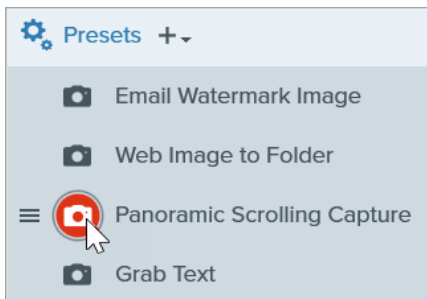 Presets
Email Watermark Image
Web Image to Folder
Panoramic Scrolling Capture
Grab Text